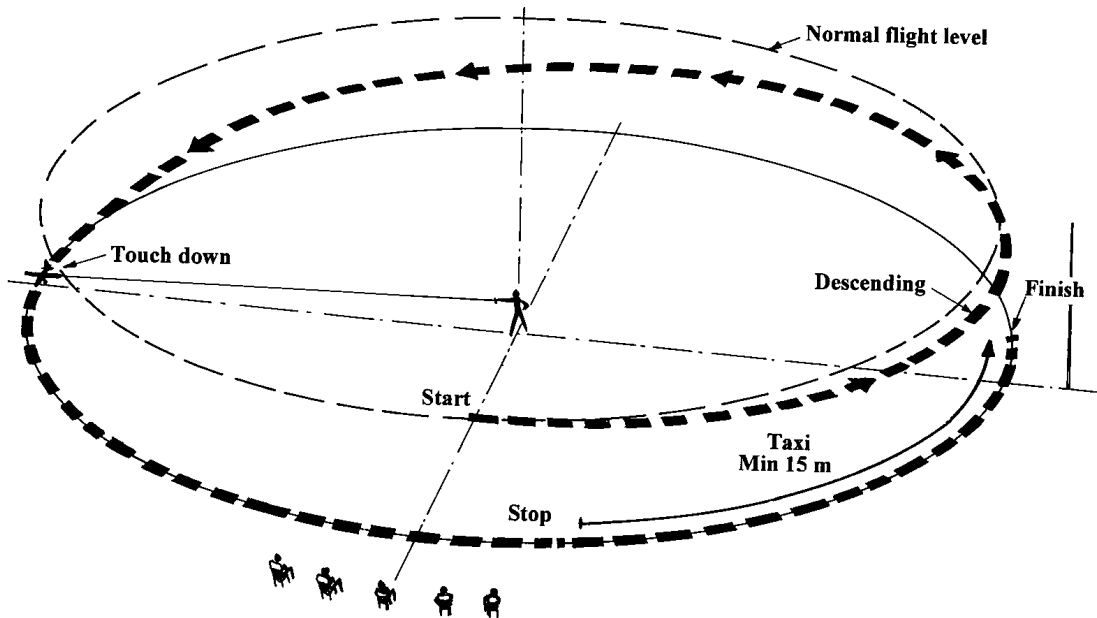 Normal flight level
Touch down
Descending
Finish
Start
Taxi
Min 15 m
Stop